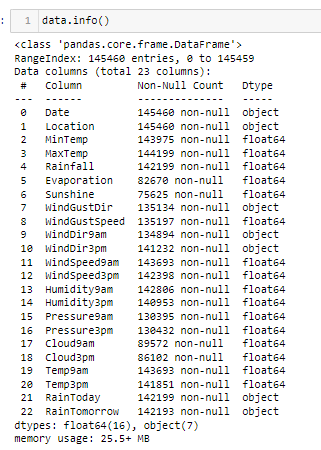 : 1 data.info()
<class 'pandas.core.frame.DataFrame'>
RangeIndex: 145460 entries, 0 to 145459
Data columns (total 23 columns):
 #   Column         Non-Null Count   Dtype
---  ------         --------------   -----
 0   Date           145460 non-null  object
 1   Location       145460 non-null  object
 2   MinTemp        143975 non-null  float64
 3   MaxTemp        144199 non-null  float64
 4   Rainfall       142199 non-null  float64
 5   Evaporation    82670 non-null   float64
 6   Sunshine       75625 non-null   float64
 7   WindGustDir    135134 non-null  object
 8   WindGustSpeed  135197 non-null  float64
 9   WindDir9am     134894 non-null  object
 10  WindDir3pm     141232 non-null  object
 11  WindSpeed9am   143693 non-null  float64
 12  WindSpeed3pm   142398 non-null  float64
 13  Humidity9am    142806 non-null  float64
 14  Humidity3pm    140953 non-null  float64
 15  Pressure9am    130395 non-null  float64
 16  Pressure3pm    130432 non-null  float64
 17  Cloud9am       89572 non-null   float64
 18  Cloud3pm       86102 non-null   float64
 19  Temp9am        143693 non-null  float64
 20  Temp3pm        141851 non-null  float64
 21  RainToday      142199 non-null  object
 22  RainTomorrow   142193 non-null  object
dtypes: float64(16), object(7)
memory usage: 25.5+ MB